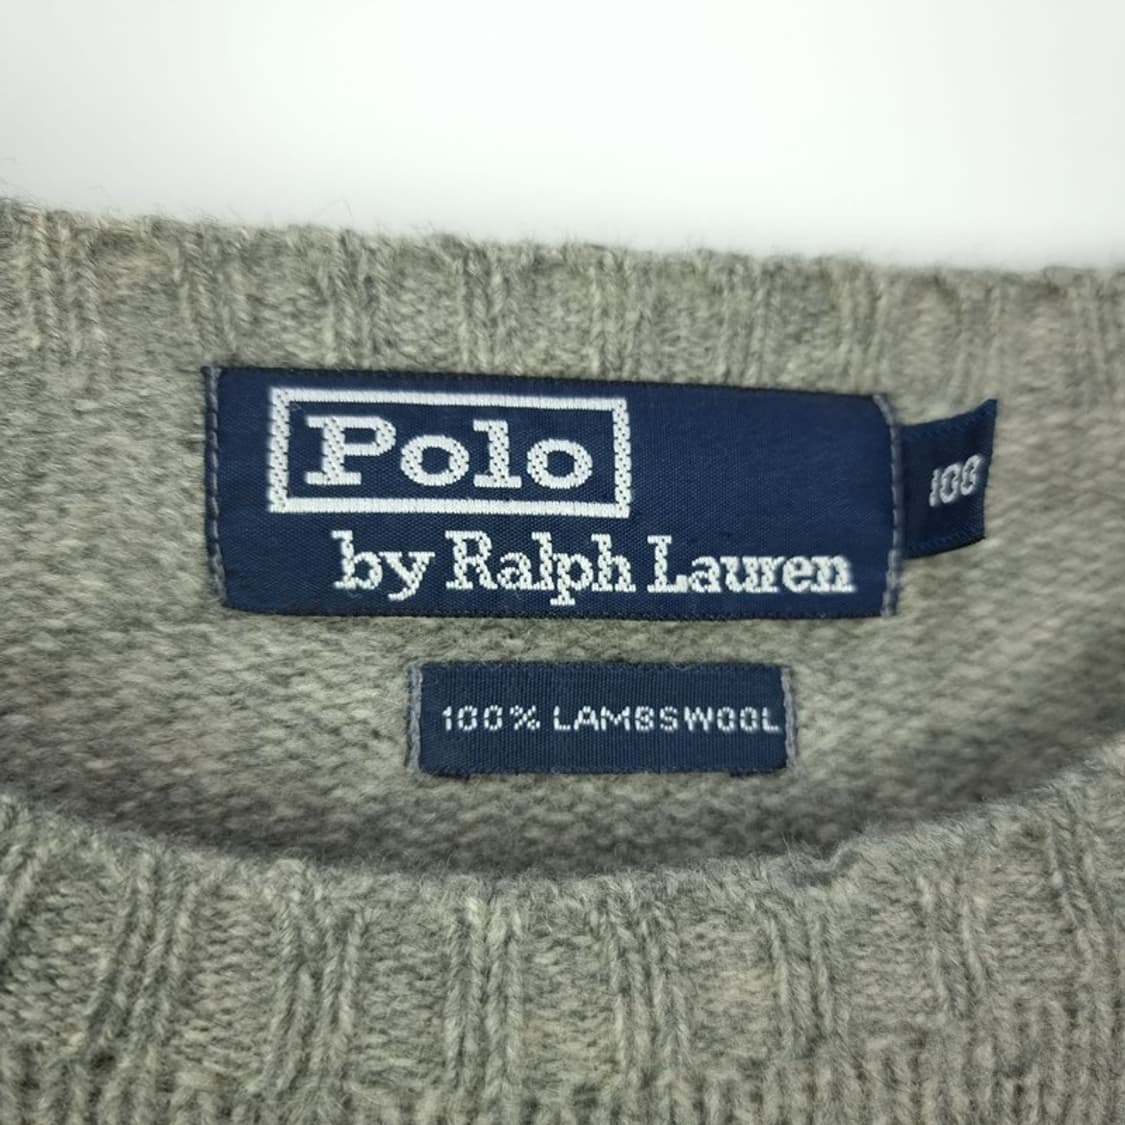 Polo
by Ralph Lauren
100
100% LAMBSWOOL